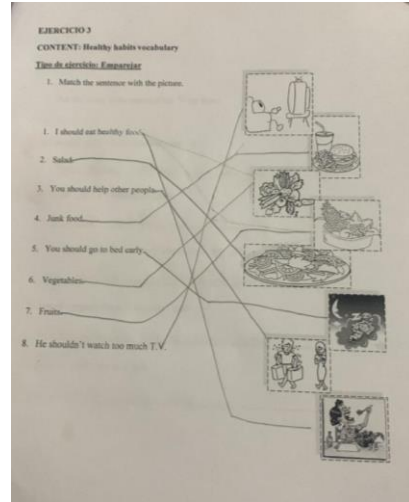 EJERCICIO 3
CONTENT: Healthy habits vocabulary
Tipo de ejercicio: Emparejar
1. Match the sentence with the picture.
1. I should eat healthy food
2. Salad
3. You should help other people
4. Junk food
5. You should go to bed early
6. Vegetables
7. Fruits
8. He shouldn't watch too much T.V.